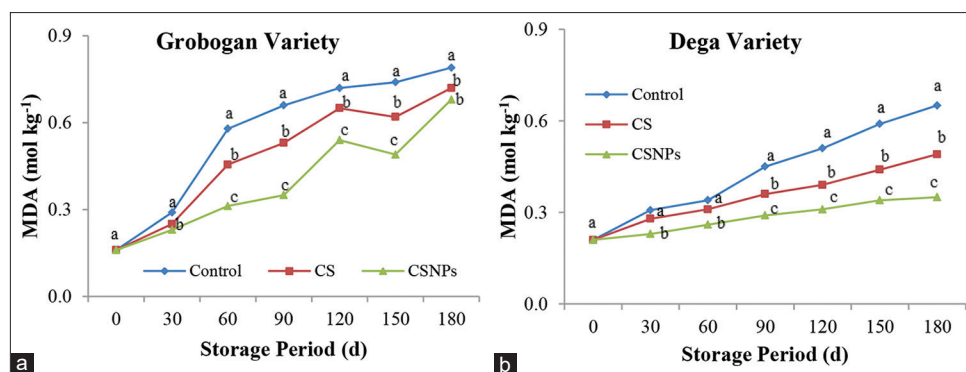 Grobogan Variety
MDA (mol kg⁻¹)
0.9
0.6
0.3
0.0
a
a
a
a
a
a
a
b
b
b
b
b
b
c
c
c
c
b
Control
CS
CSNPs
0 30 60 90 120 150 180
Storage Period (d)
a
Dega Variety
MDA (mol kg⁻¹)
0.9
0.6
0.3
0.0
Control
CS
CSNPs
a
a
a
a
a
a
a
b
b
b
b
b
b
c
c
c
c
0 30 60 90 120 150 180
Storage Period (d)
b